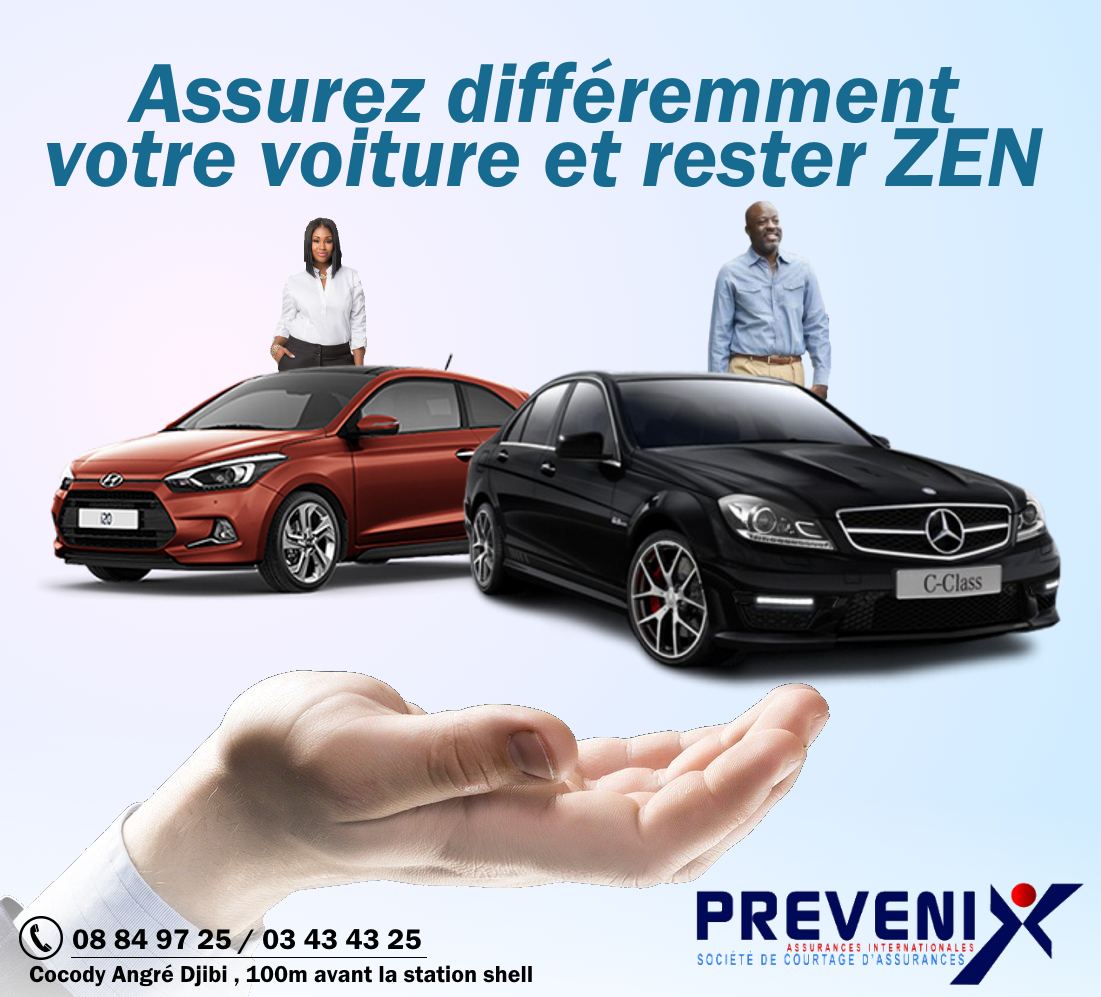 Assurez différemment
votre voiture et rester ZEN
i20
C-Class
PREVENIX
ASSURANCES INTERNATIONALES
SOCIÉTÉ DE COURTAGE D'ASSURANCES
08 84 97 25 / 03 43 43 25
Cocody Angré Djibi , 100m avant la station shell